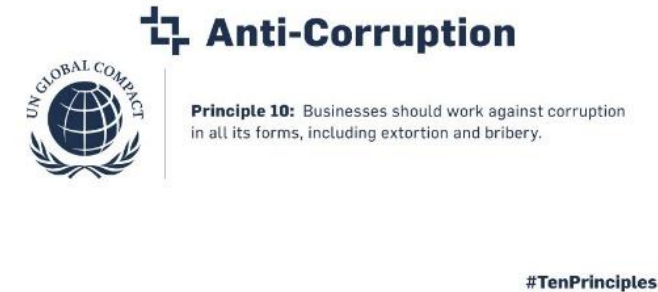 Anti-Corruption
UN GLOBAL COMPACT
Principle 10: Businesses should work against corruption
in all its forms, including extortion and bribery.
#TenPrinciples